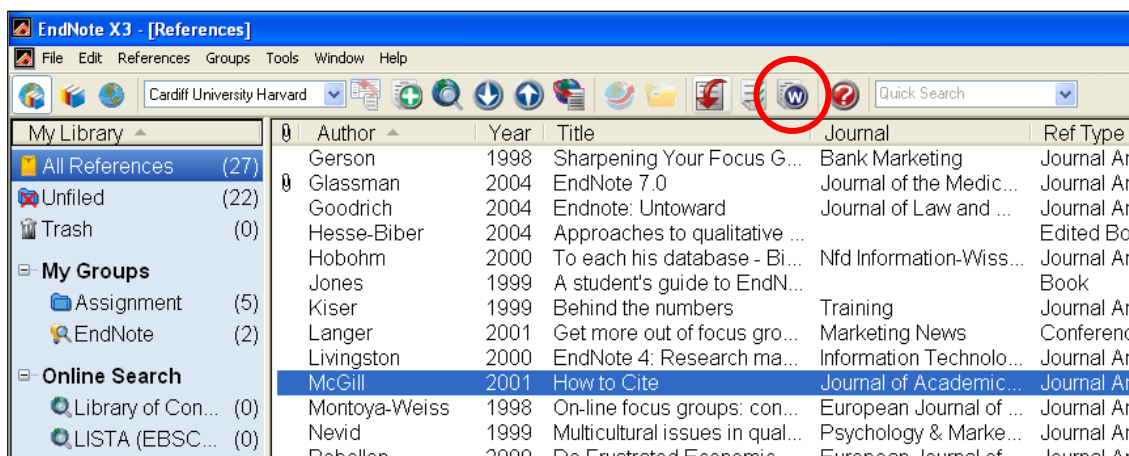 EndNote X3 - [References]
File Edit References Groups Tools Window Help
Cardiff University Harvard W ? Quick Search
My Library Author Year Title Journal Ref Type
All References (27) Gerson 1998 Sharpening Your Focus G... Bank Marketing Journal Ar
Unfiled (22) Glassman 2004 EndNote 7.0 Journal of the Medic... Journal Ar
Goodrich 2004 Endnote: Untoward Journal of Law and ... Journal Ar
Trash (0) Hesse-Biber 2004 Approaches to qualitative ... Edited Bo
My Groups Hobohm 2000 To each his database - Bi... Nfd Information-Wiss... Journal Ar
Jones 1999 A student's guide to EndN... Book
Assignment (5) Kiser 1999 Behind the numbers Training Journal Ar
EndNote (2) Langer 2001 Get more out of focus gro... Marketing News Conferenc
Livingston 2000 EndNote 4: Research ma... Information Technolo... Journal Ar
Online Search McGill 2001 How to Cite Journal of Academic... Journal Ar
Library of Con... (0) Montoya-Weiss 1998 On-line focus groups: con... European Journal of ... Journal Ar
LISTA (EBSC... (0) Nevid 1999 Multicultural issues in qual... Psychology & Marke... Journal Ar